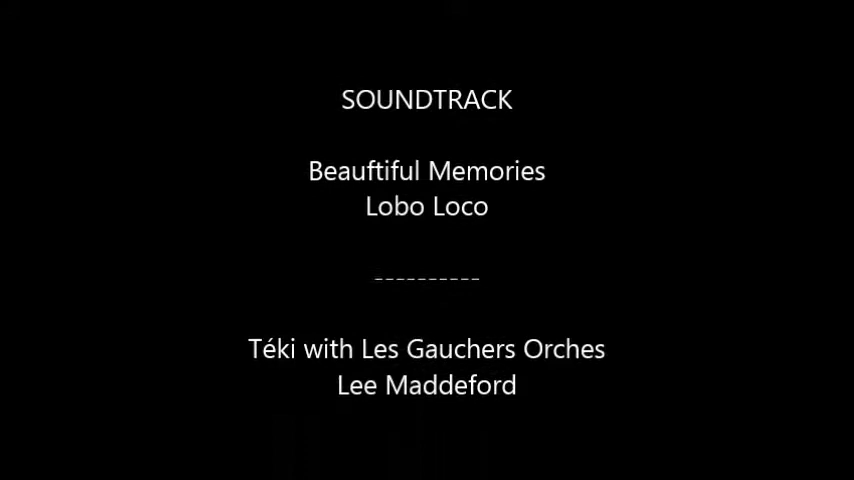 SOUNDTRACK
Beauftiful Memories
Lobo Loco
----------
Téki with Les Gauchers Orches
Lee Maddeford